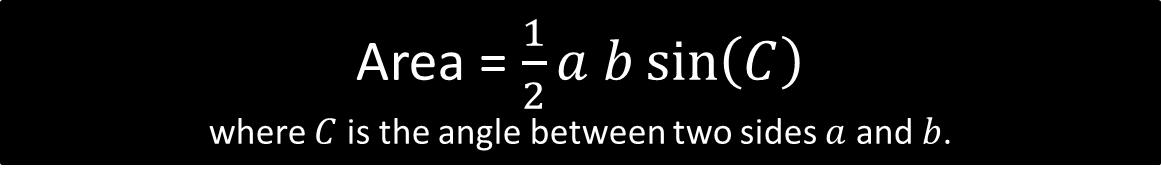 Area = 1/2 a b sin(C)
where C is the angle between two sides a and b.